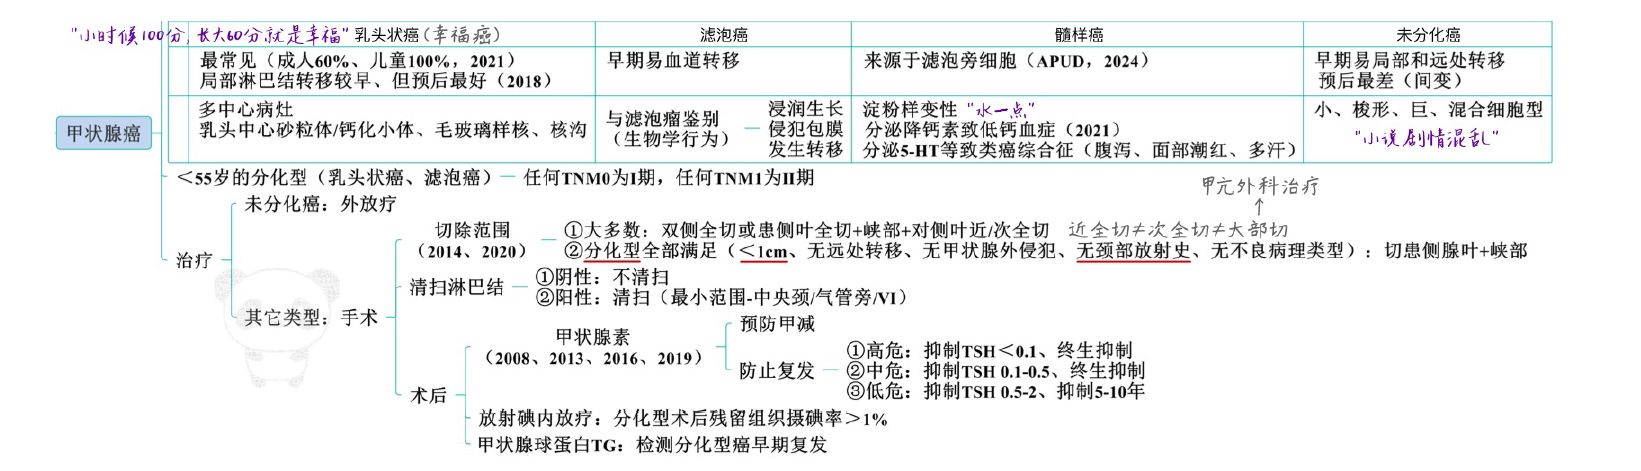 "小时候100分,长大60分就是幸福" 乳头状癌(幸福癌) 滤泡癌 髓样癌 未分化癌
最常见(成人60%、儿童100%,2021)
局部淋巴结转移较早、但预后最好(2018)
早期易血道转移
来源于滤泡旁细胞(APUD,2024)
早期易局部和远处转移
预后最差(间变)
甲状腺癌
多中心病灶
乳头中心砂粒体/钙化小体、毛玻璃样核、核沟
与滤泡瘤鉴别
(生物学行为)
浸润生长
侵犯包膜
发生转移
淀粉样变性 "水一点"
分泌降钙素致低钙血症(2021)
分泌5-HT等致类癌综合征(腹泻、面部潮红、多汗)
小、梭形、巨、混合细胞型
"小说剧情混乱"
<55岁的分化型(乳头状癌、滤泡癌) 任何TNM0为I期,任何TNM1为II期
治疗
未分化癌:外放疗
其它类型:手术
甲亢外科治疗
切除范围
(2014、2020)
①大多数:双侧全切或患侧叶全切+峡部+对侧叶近/次全切 近全切≠次全切≠大部切
②分化型全部满足(<1cm、无远处转移、无甲状腺外侵犯、无颈部放射史、无不良病理类型):切患侧腺叶+峡部
清扫淋巴结
①阴性:不清扫
②阳性:清扫(最小范围-中央颈/气管旁/VI)
术后
甲状腺素
(2008、2013、2016、2019)
预防甲减
防止复发
①高危:抑制TSH<0.1、终生抑制
②中危:抑制TSH 0.1-0.5、终生抑制
③低危:抑制TSH 0.5-2、抑制5-10年
放射碘内放疗:分化型术后残留组织摄碘率>1%
甲状腺球蛋白TG:检测分化型癌早期复发